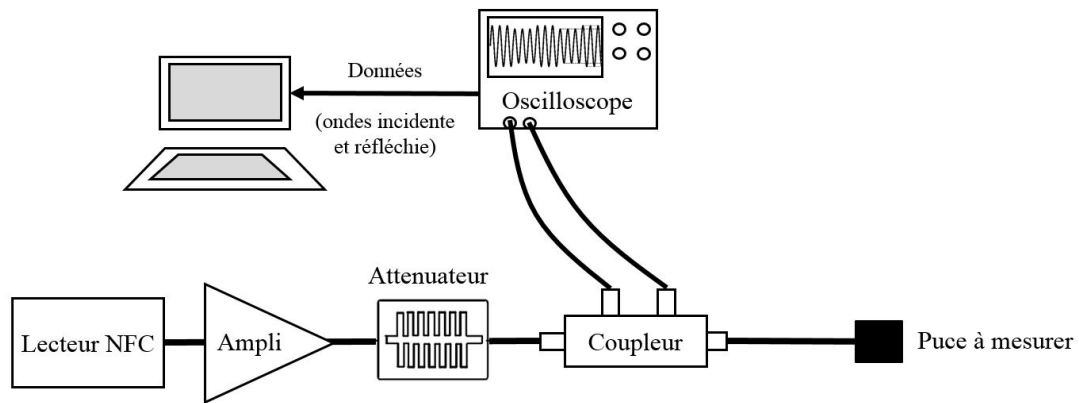 Données
(ondes incidente
et réfléchie)
Oscilloscope
Attenuateur
Lecteur NFC
Ampli
Coupleur
Puce à mesurer